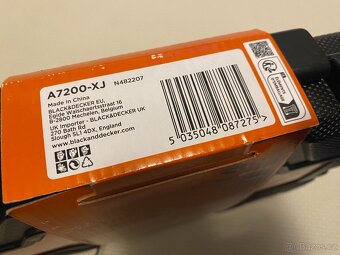 A7200-XJ N482207
Made in China
BLACK&DECKER EU,
Egide Walschaertsstraat 16
B-2800 Mechelen, Belgium
UK Importer - BLACK&DECKER UK
270 Bath Rd
Slough SL1 4DX, England
www.blackanddecker.com
5 035048 087275 >